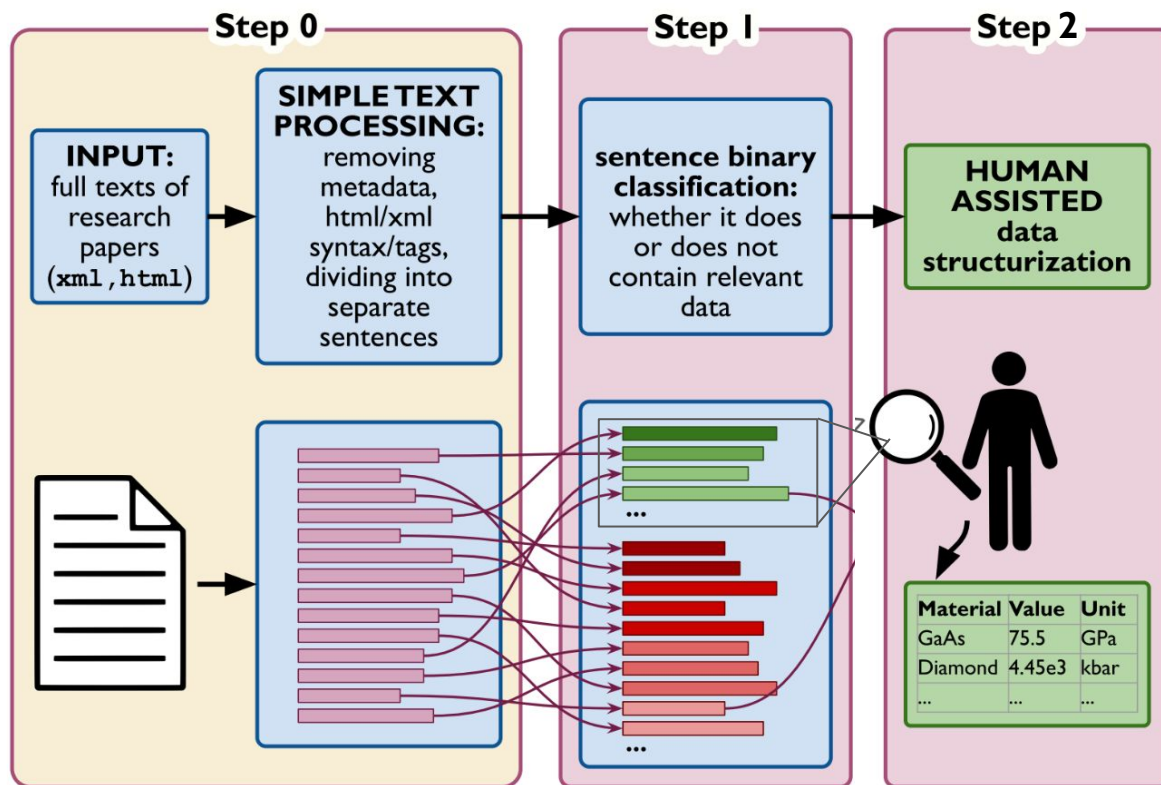 Step 0
Step 1
Step 2
INPUT:
full texts of
research
papers
(xml,html)
SIMPLE TEXT
PROCESSING:
removing
metadata,
html/xml
syntax/tags,
dividing into
separate
sentences
sentence binary
classification:
whether it does
or does not
contain relevant
data
HUMAN
ASSISTED
data
structurization
...
...
Material Value Unit
GaAs 75.5 GPa
Diamond 4.45e3 kbar
... ... ...